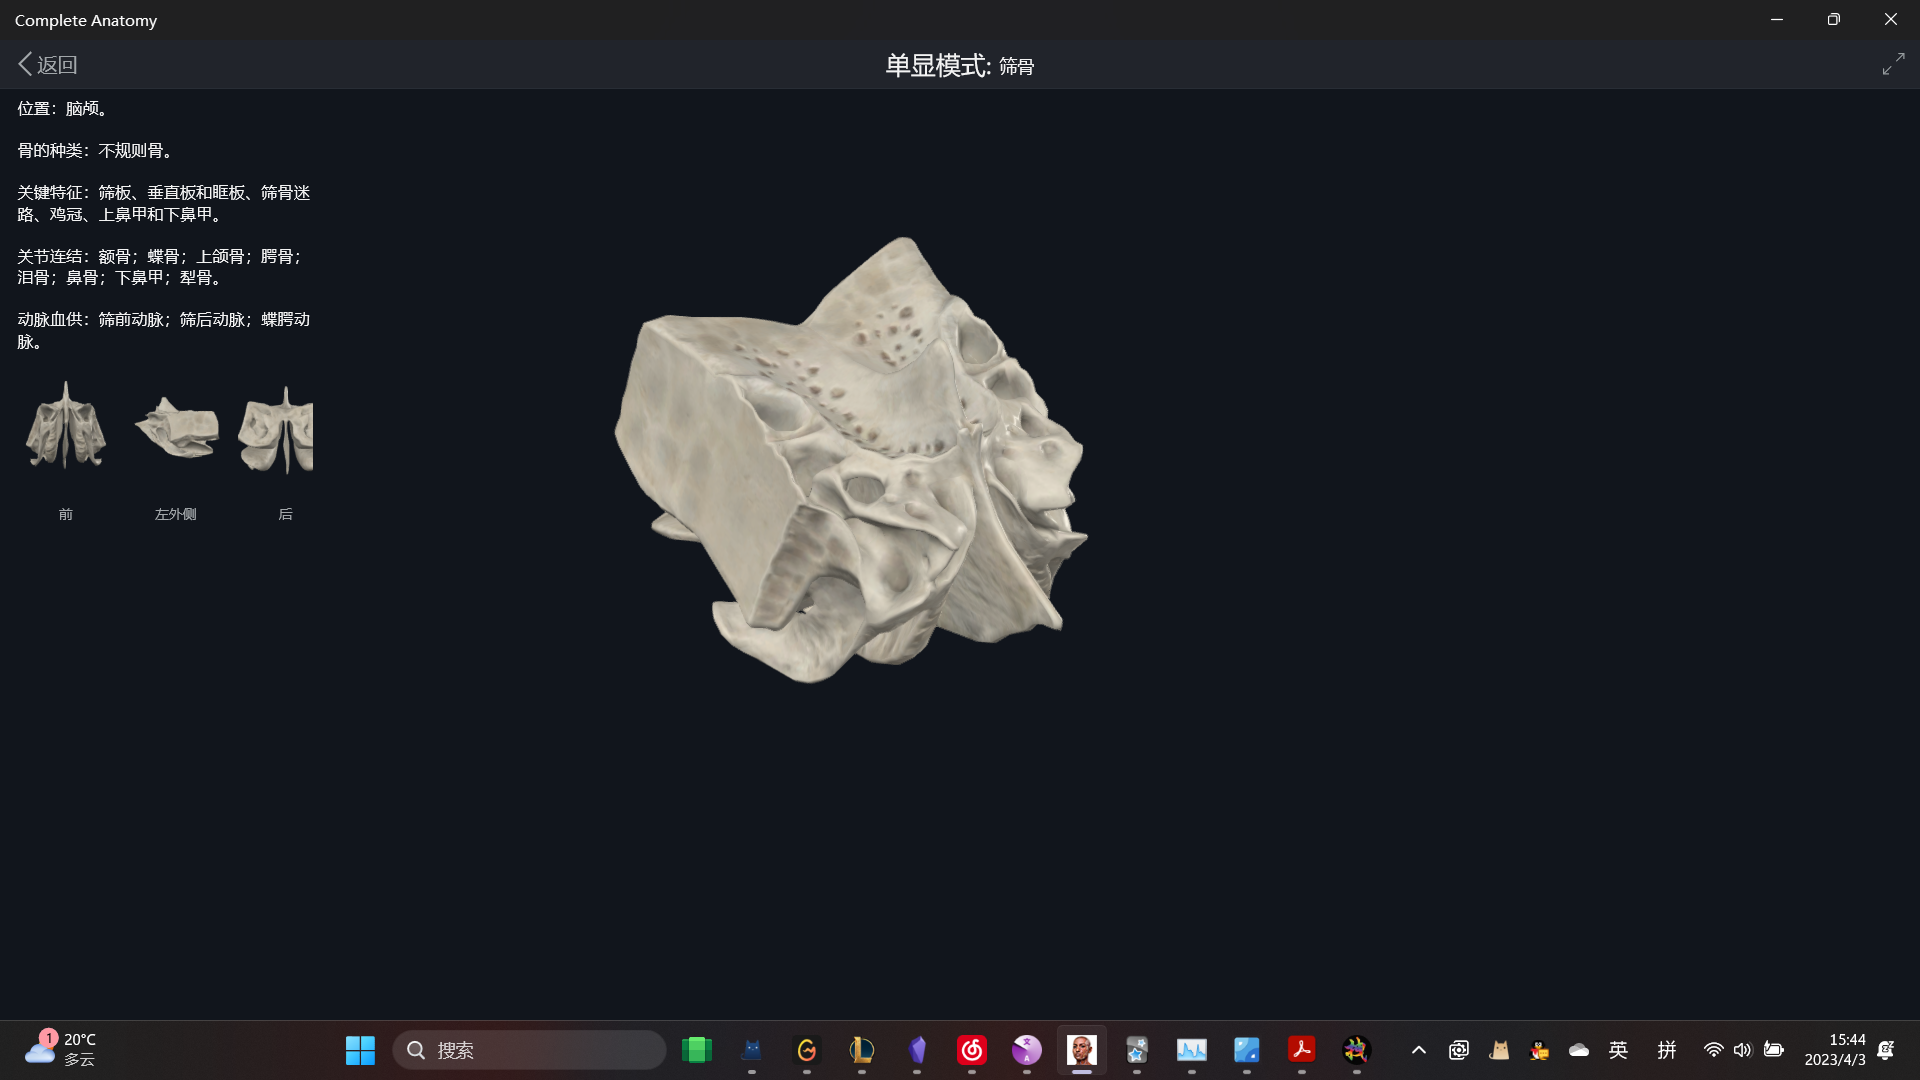 Complete Anatomy
返回
单显模式: 筛骨
位置：脑颅。
骨的种类：不规则骨。
关键特征：筛板、垂直板和眶板、筛骨迷
路、鸡冠、上鼻甲和下鼻甲。
关节连结：额骨；蝶骨；上颌骨；腭骨；
泪骨；鼻骨；下鼻甲；犁骨。
动脉血供：筛前动脉；筛后动脉；蝶腭动
脉。
前
左外侧
后
1
20°C
多云
搜索
英
拼
15:44
2023/4/3